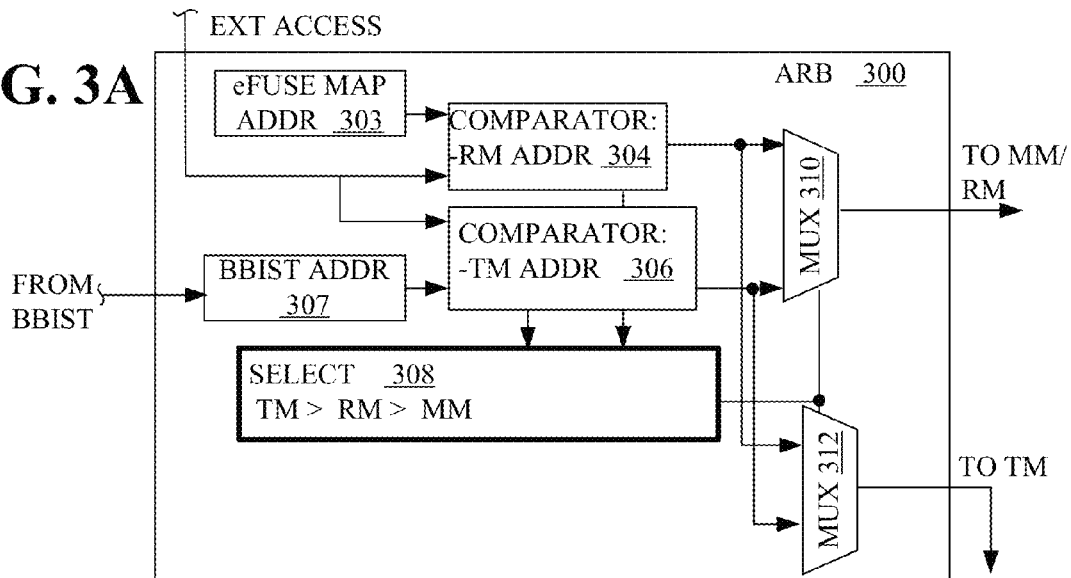 EXT ACCESS
G. 3A
ARB 300
eFUSE MAP
ADDR 303
COMPARATOR:
-RM ADDR 304
MUX 310
TO MM/
RM
COMPARATOR:
-TM ADDR 306
FROM
BBIST
BBIST ADDR
307
SELECT 308
TM > RM > MM
MUX 312
TO TM